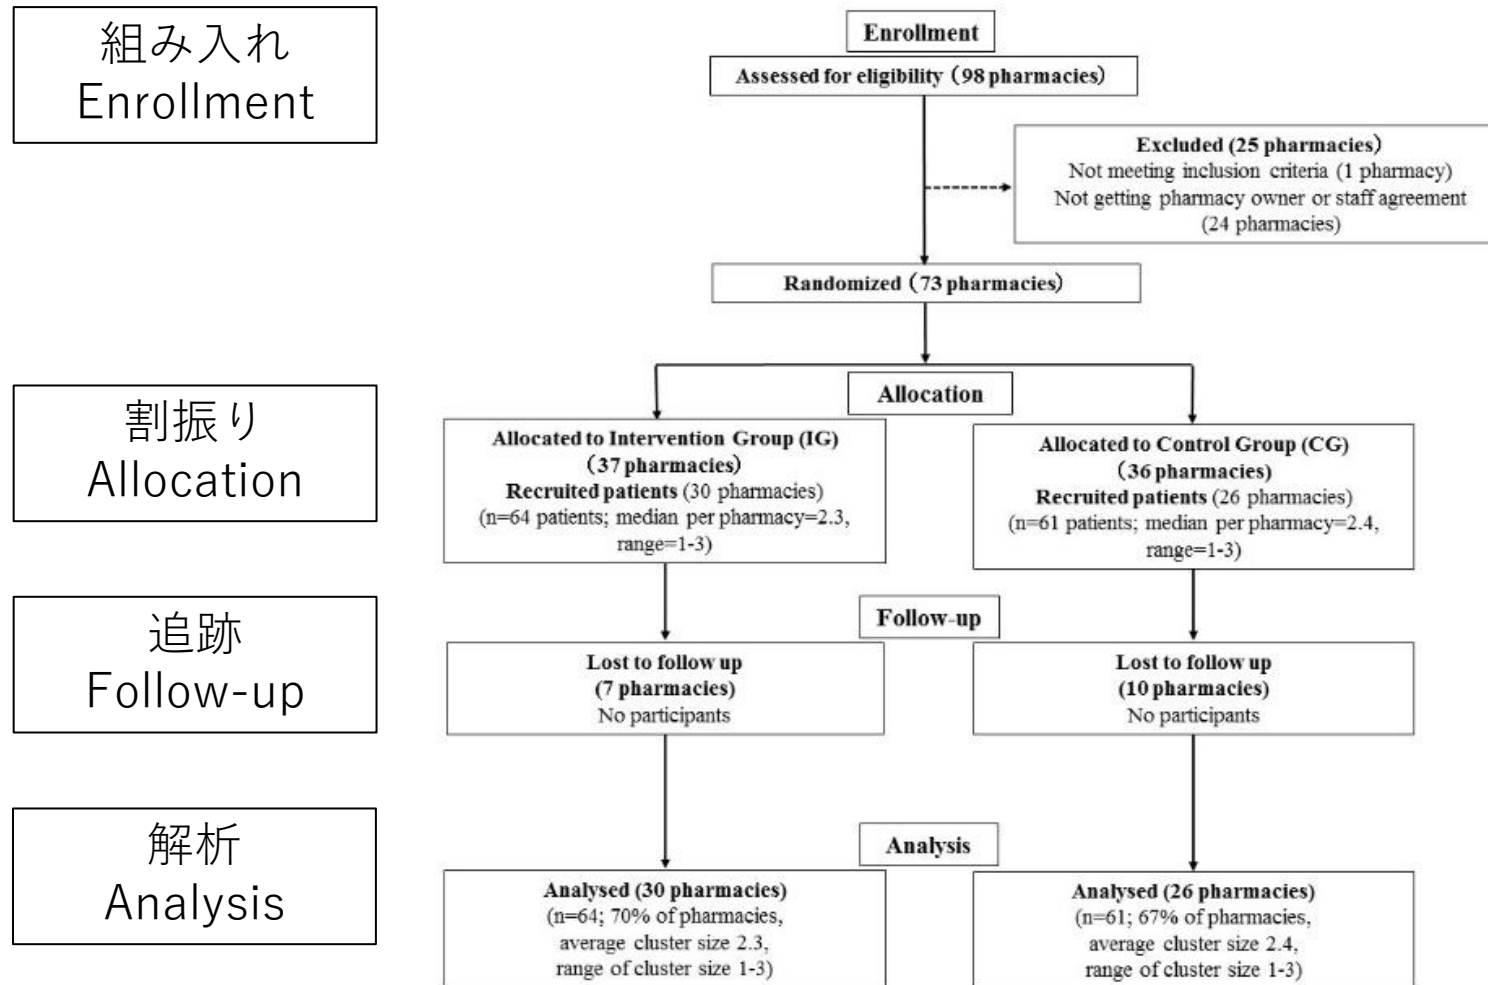 組み入れ
Enrollment
Enrollment
Assessed for eligibility (98 pharmacies)
Excluded (25 pharmacies)
Not meeting inclusion criteria (1 pharmacy)
Not getting pharmacy owner or staff agreement
(24 pharmacies)
Randomized (73 pharmacies)
割振り
Allocation
Allocation
Allocated to Intervention Group (IG)
(37 pharmacies)
Recruited patients (30 pharmacies)
(n=64 patients; median per pharmacy=2.3,
range=1-3)
Allocated to Control Group (CG)
(36 pharmacies)
Recruited patients (26 pharmacies)
(n=61 patients; median per pharmacy=2.4,
range=1-3)
追跡
Follow-up
Follow-up
Lost to follow up
(7 pharmacies)
No participants
Lost to follow up
(10 pharmacies)
No participants
解析
Analysis
Analysis
Analysed (30 pharmacies)
(n=64; 70% of pharmacies,
average cluster size 2.3,
range of cluster size 1-3)
Analysed (26 pharmacies)
(n=61; 67% of pharmacies,
average cluster size 2.4,
range of cluster size 1-3)